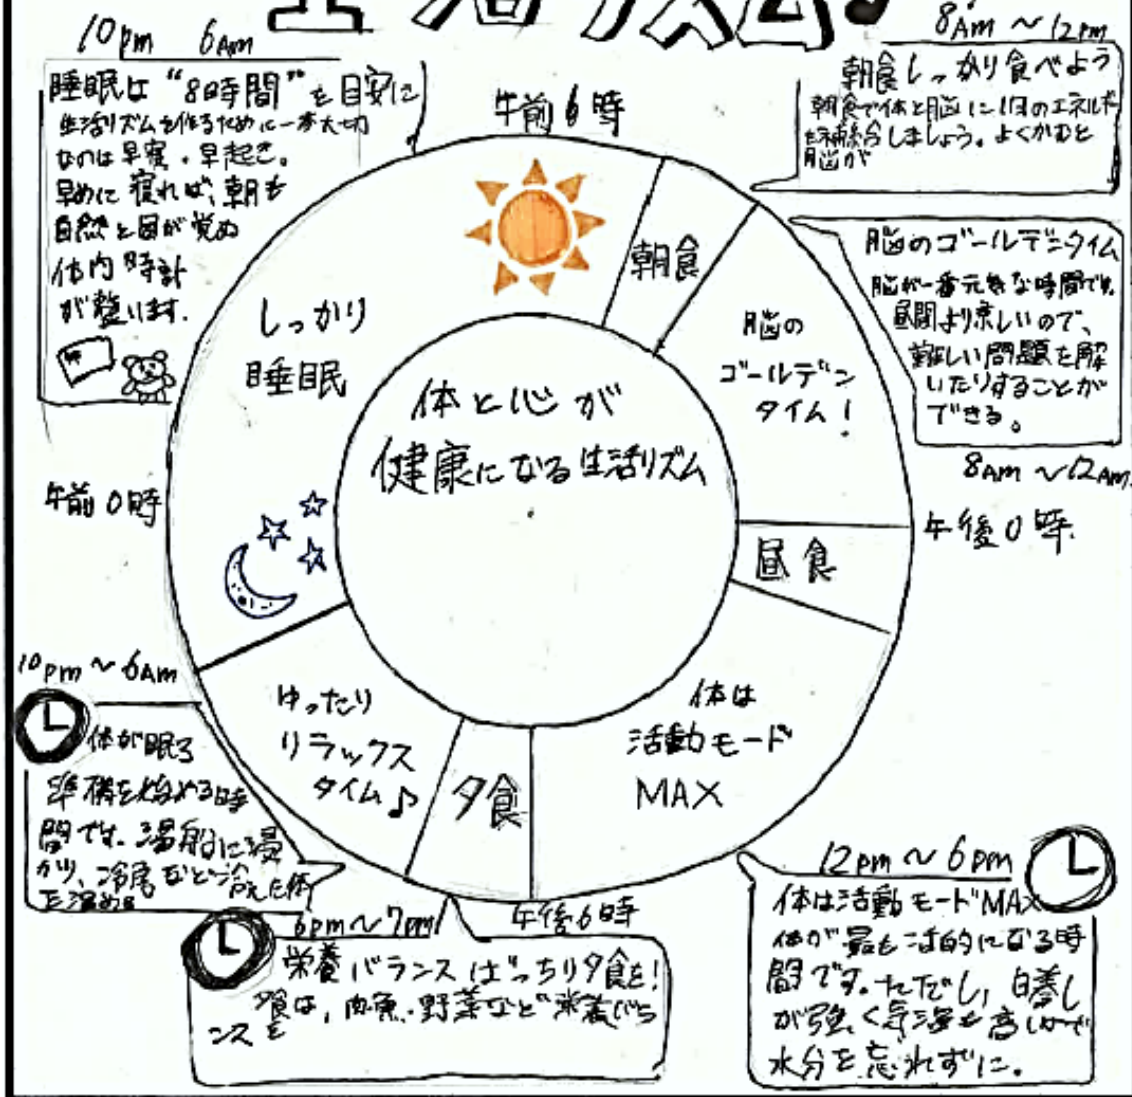 生活リズム♪
10pm 6Am
睡眠は“8時間”を目安に
生活リズムを作るために一番大切
なのは早寝・早起き。
早めに寝れば、朝も
自然と目が覚め
体内時計
が整います。
8Am ～ 12pm
朝食しっかり食べよう
朝食で体と脳に1日のエネルギー
を補給しましょう。よくかむと
脳が
脳のゴールデンタイム
脳が一番元気な時間です。
昼間より涼しいので、
難しい問題を解
いたりすることが
できる。
8Am ～12Am
午前6時
朝食
脳の
ゴールデン
タイム！
しっかり
睡眠
体と心が
健康になる生活リズム
午前0時
午後0時
昼食
体は
活動モード
MAX
夕食
ゆったり
リラックス
タイム♪
午後6時
10pm ～ 6Am
体が眠る
準備を始める時
間です。湯船に浸
かり、冷房などで冷えた体
を温める
6pm～7pm
栄養バランスばっちり夕食を！
夕食は、肉魚・野菜など栄養バラ
ンスを
12pm ～ 6pm
体は活動モードMAX
体が最も活的になる時
間です。ただし、日差し
が強く気温も高いので
水分を忘れずに。